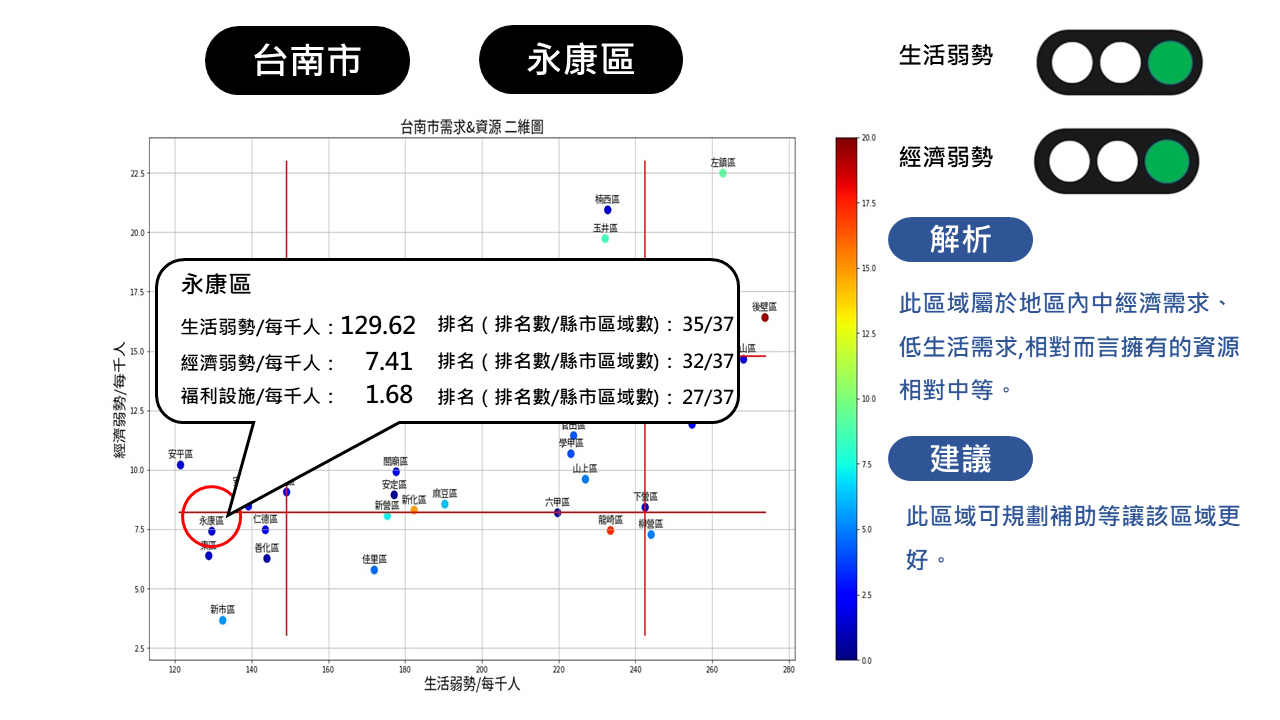 台南市
永康區
生活弱勢
經濟弱勢
台南市需求&資源 二維圖
左鎮區
楠西區
玉井區
後壁區
山區
永康區
生活弱勢/每千人：129.62 排名 ( 排名數/縣市區域數)： 35/37
經濟弱勢/每千人： 7.41 排名 ( 排名數/縣市區域數)： 32/37
福利設施/每千人： 1.68 排名 ( 排名數/縣市區域數)： 27/37
官田區
學甲區
山上區
安平區
關廟區
安定區
新營區
新化區
麻豆區
六甲區
下營區
龍崎區
柳營區
永康區
仁德區
東區
善化區
佳里區
新市區
22.5
20.0
17.5
15.0
12.5
10.0
7.5
5.0
2.5
120
140
160
180
200
220
240
260
280
經濟弱勢/每千人
生活弱勢/每千人
20.0
17.5
15.0
12.5
10.0
7.5
5.0
2.5
0.0
解析
此區域屬於地區內中經濟需求、
低生活需求,相對而言擁有的資源
相對中等。
建議
此區域可規劃補助等讓該區域更
好。